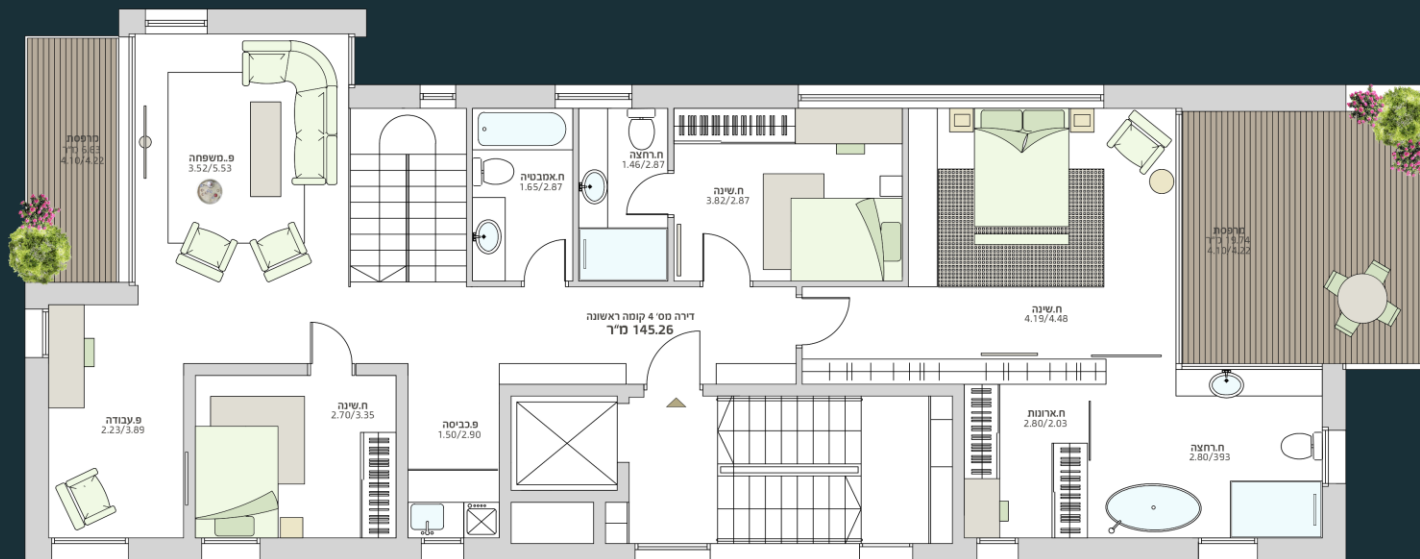 מרפסת
6.63 מ"ר
4.10/4.22
פ.משפחה
3.52/5.53
ח.אמבטיה
1.65/2.87
ח.רחצה
1.46/2.87
ח.שינה
3.82/2.87
מרפסת
19.74 מ"ר
4.10/4.22
ח.שינה
4.19/4.48
דירה מס' 4 קומה ראשונה
145.26 מ"ר
פ.עבודה
2.23/3.89
ח.שינה
2.70/3.35
פ.כביסה
1.50/2.90
ח.ארונות
2.80/2.03
ח.רחצה
2.80/393